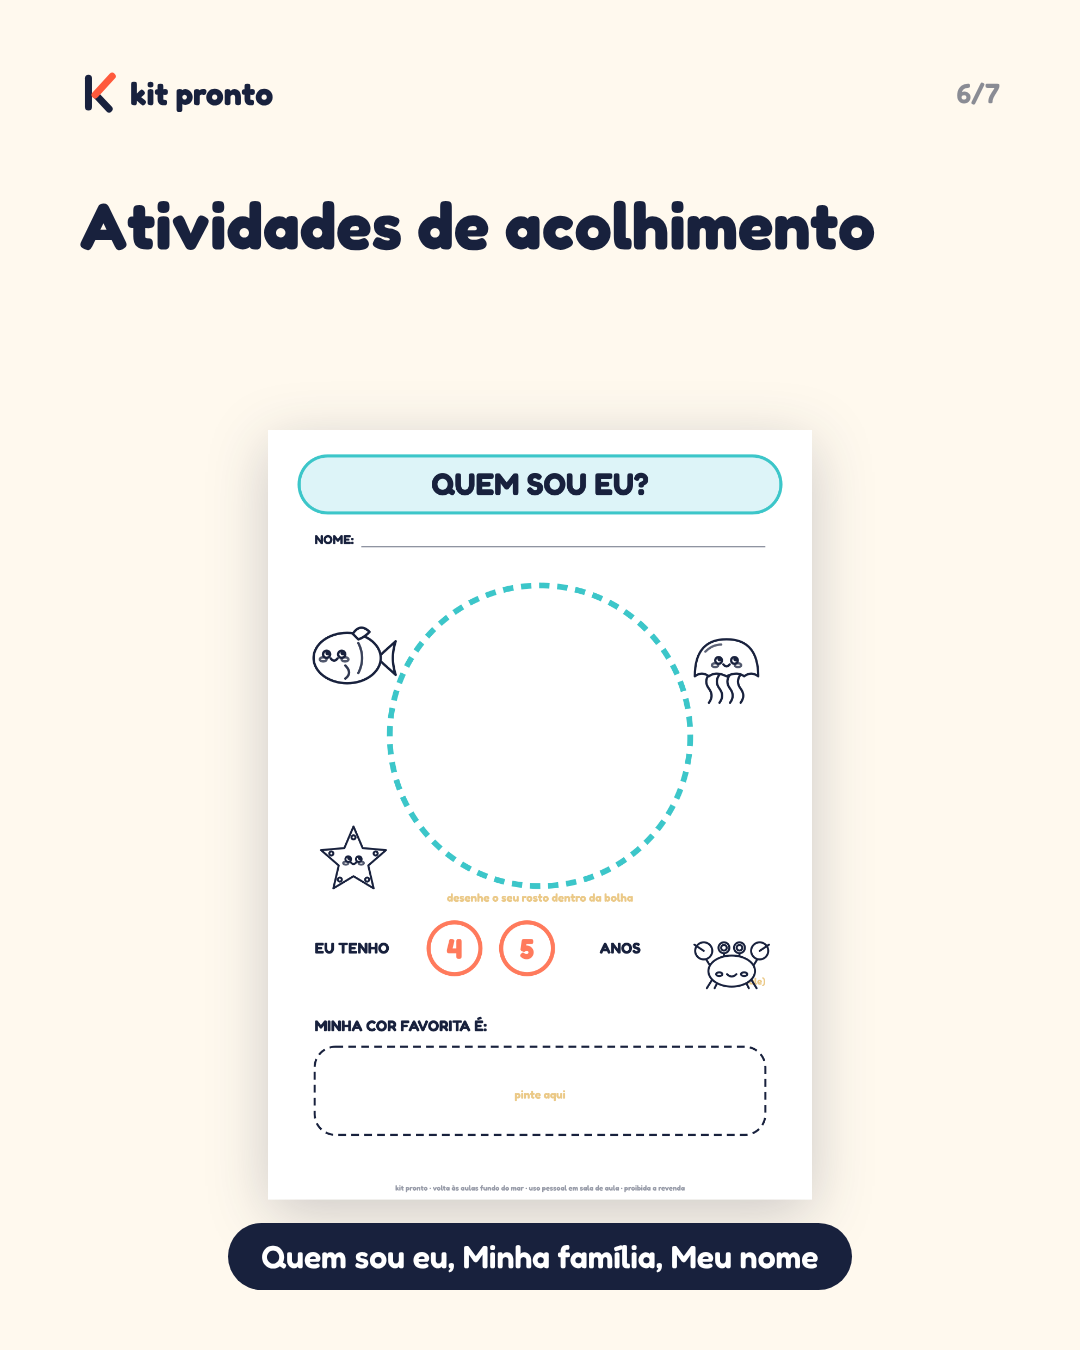 kit pronto
6/7
Atividades de acolhimento
QUEM SOU EU?
NOME:
desenhe o seu rosto dentro da bolha
EU TENHO 4 5 ANOS
MINHA COR FAVORITA É:
pinte aqui
kit pronto · volta às aulas fundo do mar · uso pessoal em sala de aula · proibida a revenda
Quem sou eu, Minha família, Meu nome